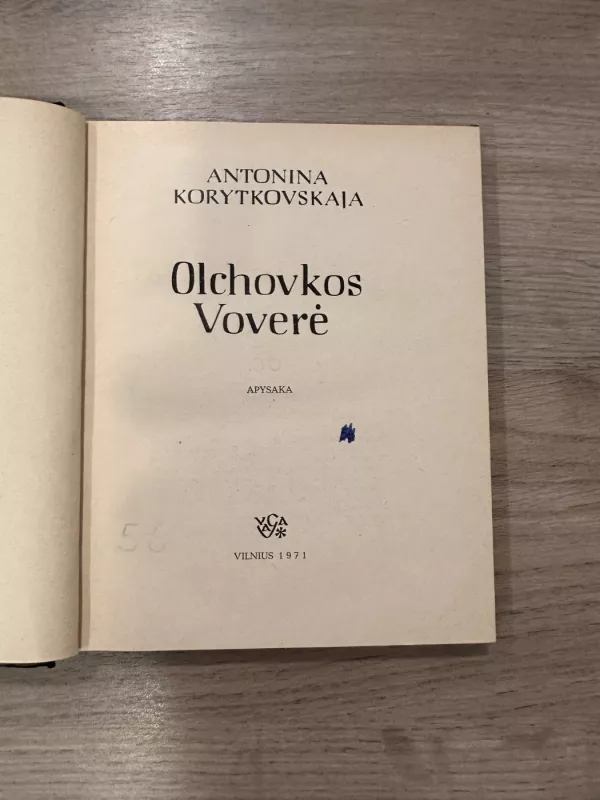 ANTONINA
KORYTKOVSKAJA
Olchovkos
Voverė
APYSAKA
VILNIUS 1971